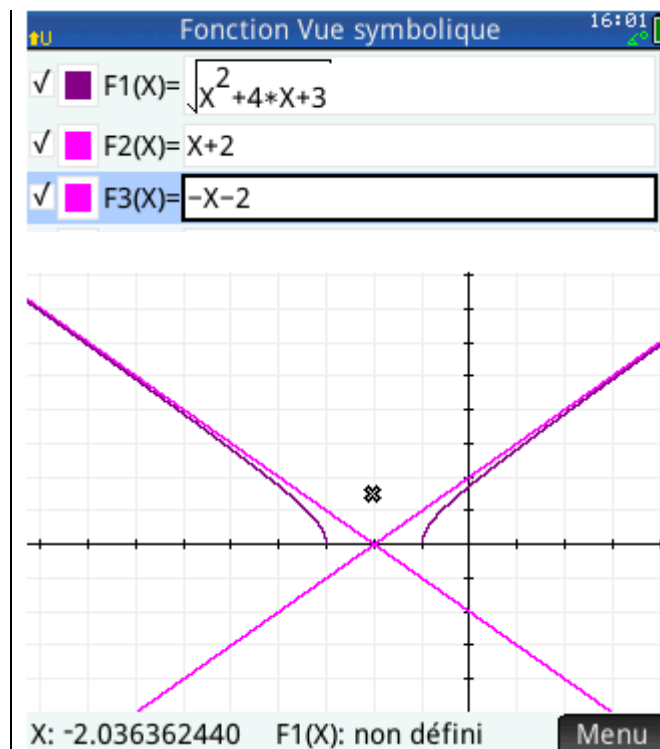 U Fonction Vue symbolique 16:01
√ F1(X)= √X²+4*X+3
√ F2(X)= X+2
√ F3(X)= -X-2
X: -2.036362440 F1(X): non défini Menu